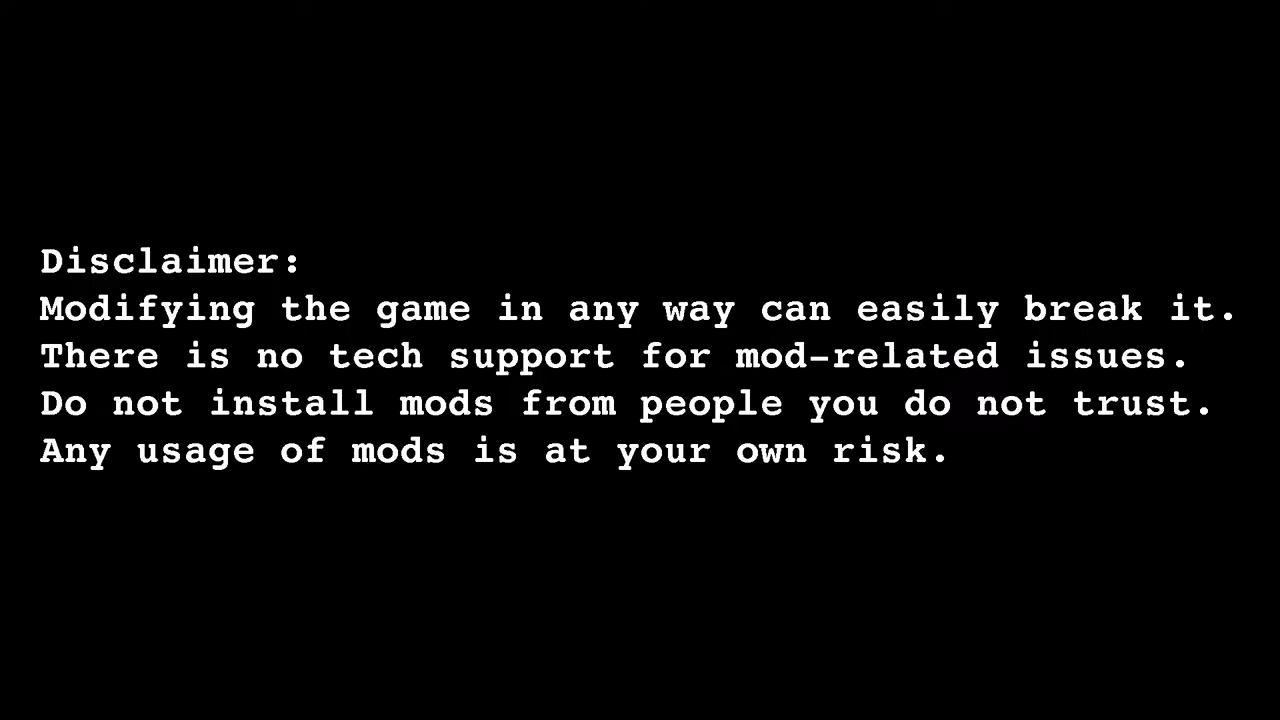 Disclaimer:
Modifying the game in any way can easily break it.
There is no tech support for mod-related issues.
Do not install mods from people you do not trust.
Any usage of mods is at your own risk.